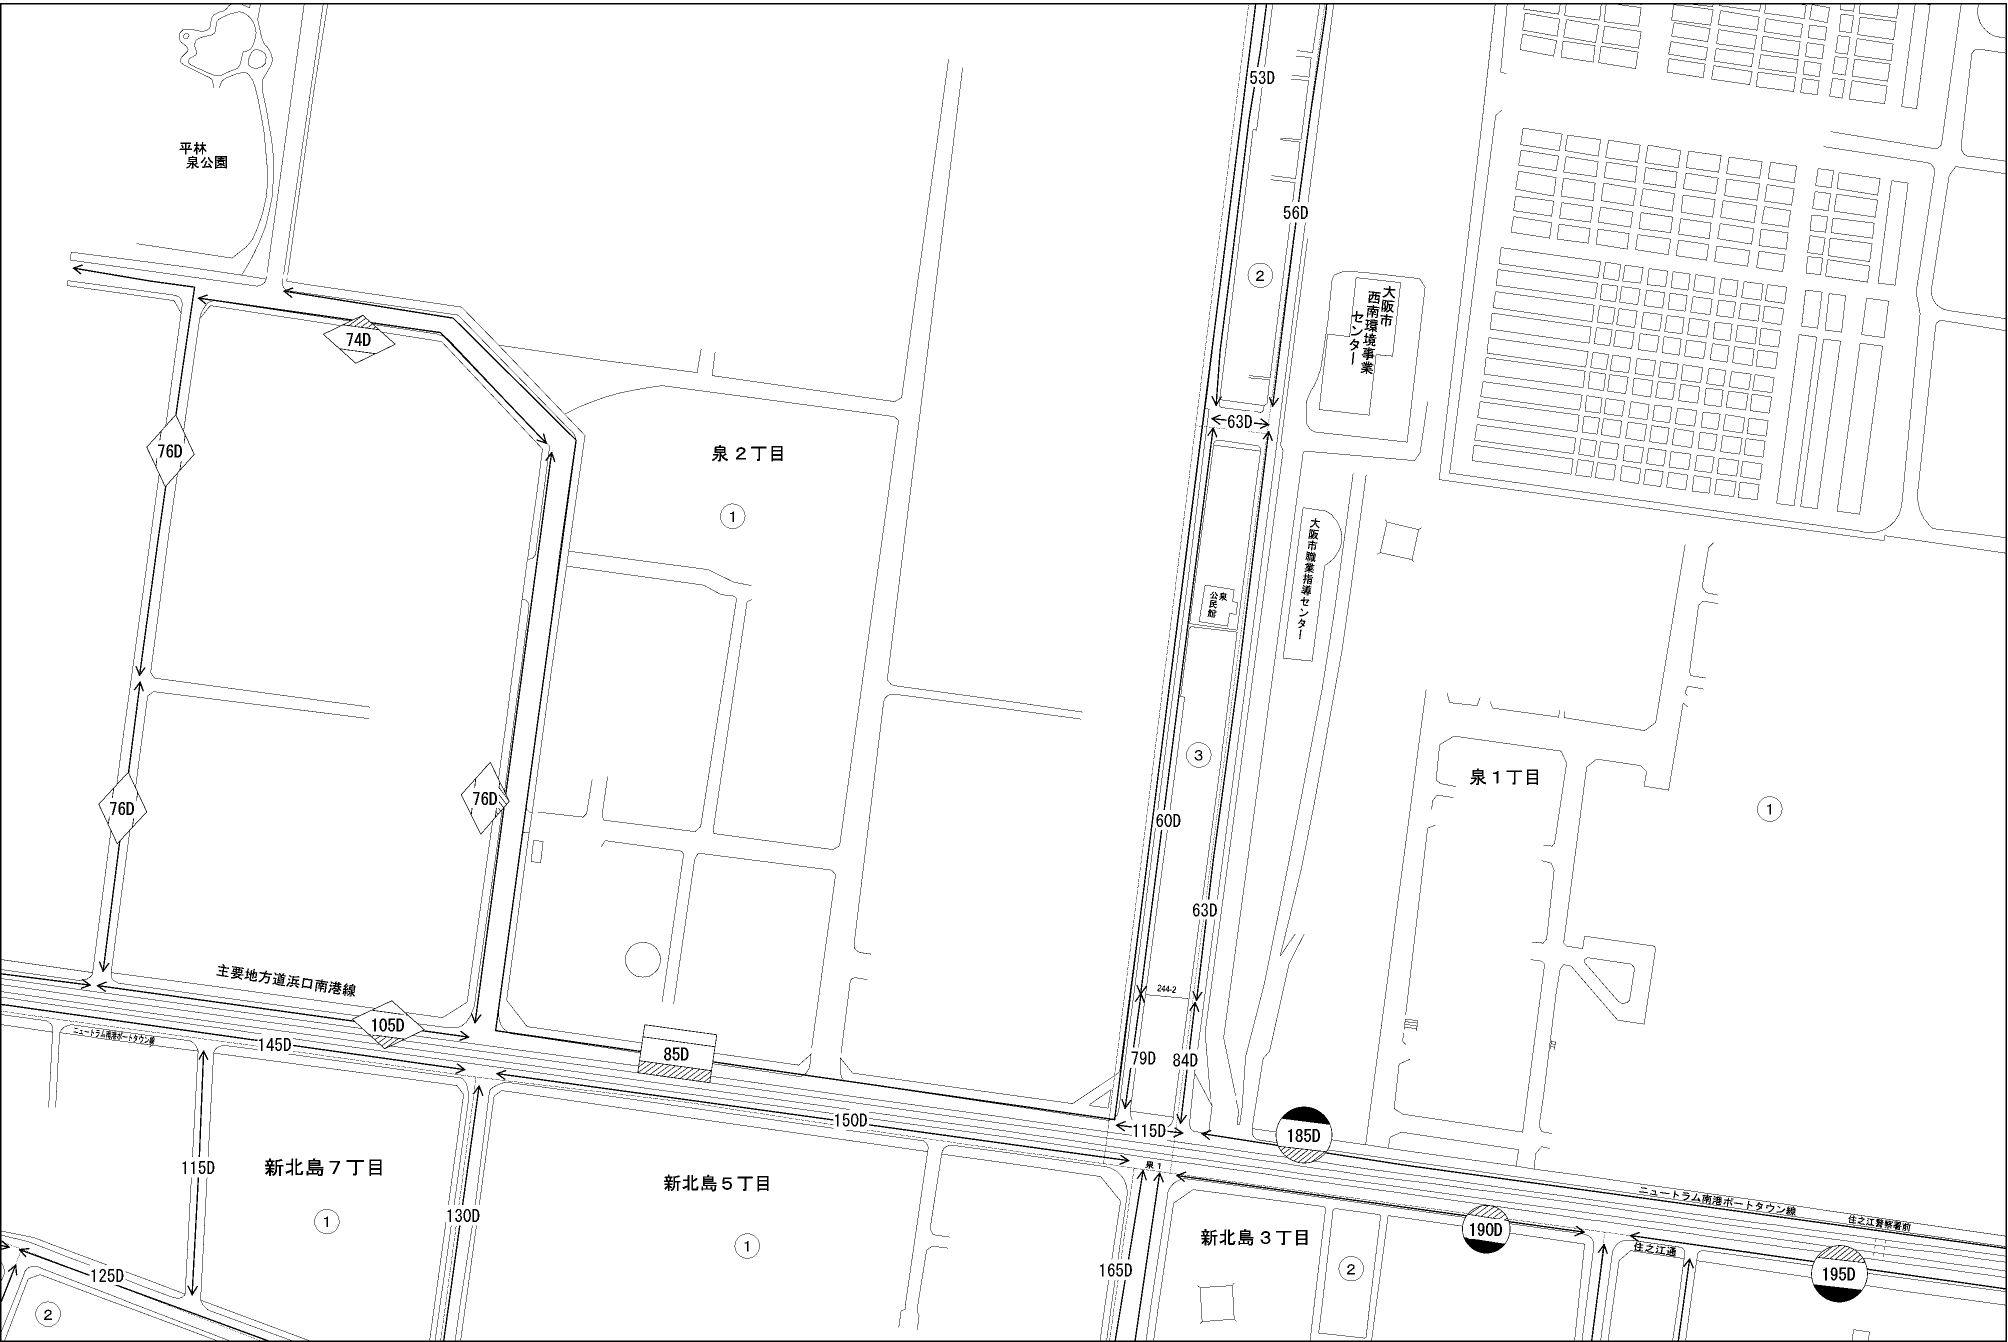 53D
平林
泉公園
56D
②
大阪市
西南環境事業
センター
74D
63D
76D
泉２丁目
①
大阪市職業指導センター
泉
公民館
③
泉１丁目
76D
76D
60D
①
63D
主要地方道浜口南港線
244-2
105D
ニュートラム南港ポートタウン線
145D
85D
79D
84D
150D
115D
185D
泉１
115D
新北島７丁目
新北島５丁目
ニュートラム南港ポートタウン線
住之江警察署前
①
130D
190D
新北島３丁目
①
住之江通
125D
165D
②
195D
②